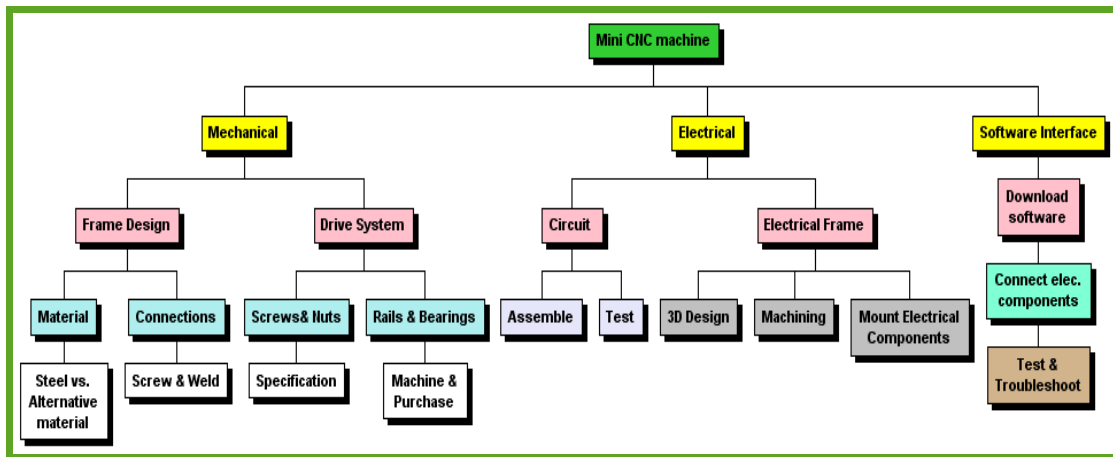 Mini CNC machine
Mechanical
Electrical
Software Interface
Frame Design
Drive System
Circuit
Electrical Frame
Download
software
Material
Connections
Screws& Nuts
Rails & Bearings
Assemble
Test
3D Design
Machining
Mount Electrical
Components
Connect elec.
components
Steel vs.
Alternative
material
Screw & Weld
Specification
Machine &
Purchase
Test &
Troubleshoot